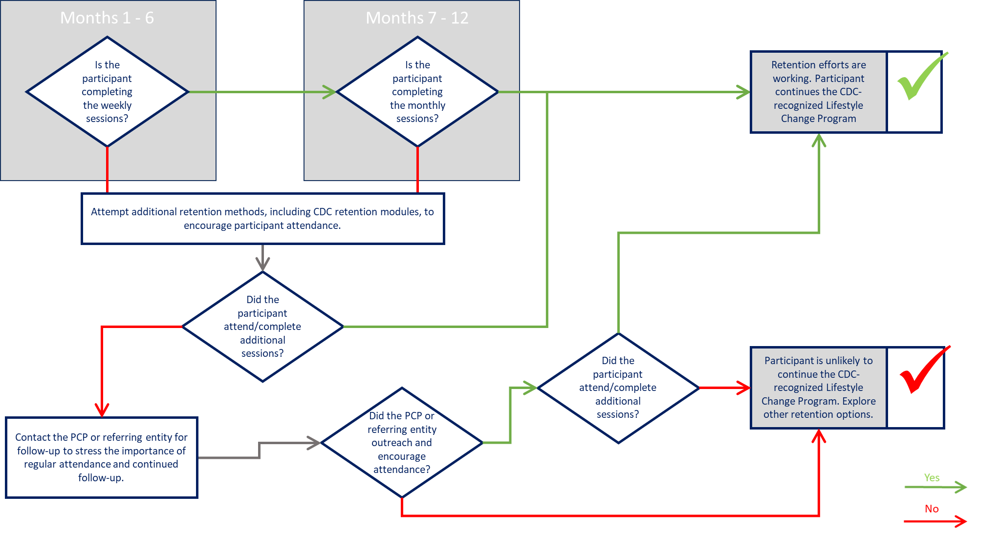 Months 1 - 6
Is the
participant
completing
the weekly
sessions?
Months 7 - 12
Is the
participant
completing
the monthly
sessions?
Retention efforts are
working. Participant
continues the CDC-
recognized Lifestyle
Change Program
Attempt additional retention methods, including CDC retention modules, to
encourage participant attendance.
Did the
participant
attend/complete
additional
sessions?
Contact the PCP or referring entity for
follow-up to stress the importance of
regular attendance and continued
follow-up.
Did the PCP or
referring entity
outreach and
encourage
attendance?
Did the
participant
attend/complete
additional
sessions?
Participant is unlikely to
continue the CDC-
recognized Lifestyle
Change Program. Explore
other retention options.
Yes
No